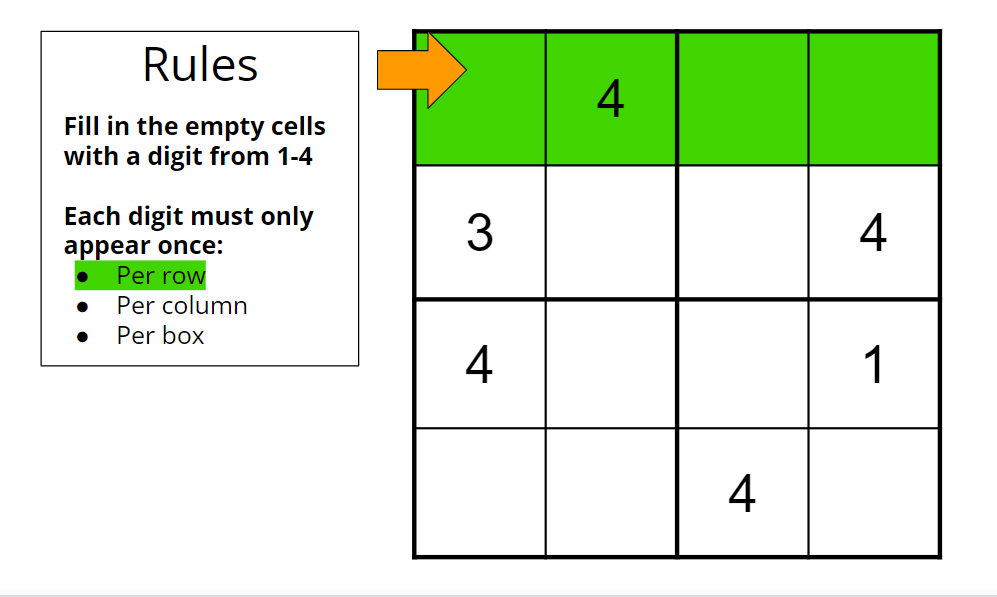 Rules
Fill in the empty cells
with a digit from 1-4
Each digit must only
appear once:
● Per row
● Per column
● Per box
4
3 4
4 1
4